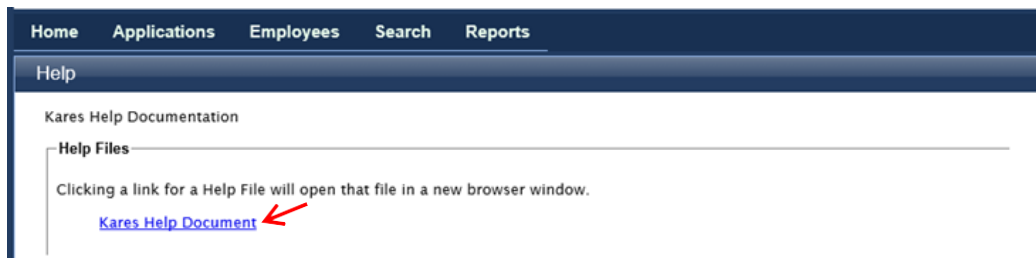 Home Applications Employees Search Reports
Help
Kares Help Documentation
Help Files
Clicking a link for a Help File will open that file in a new browser window.
Kares Help Document